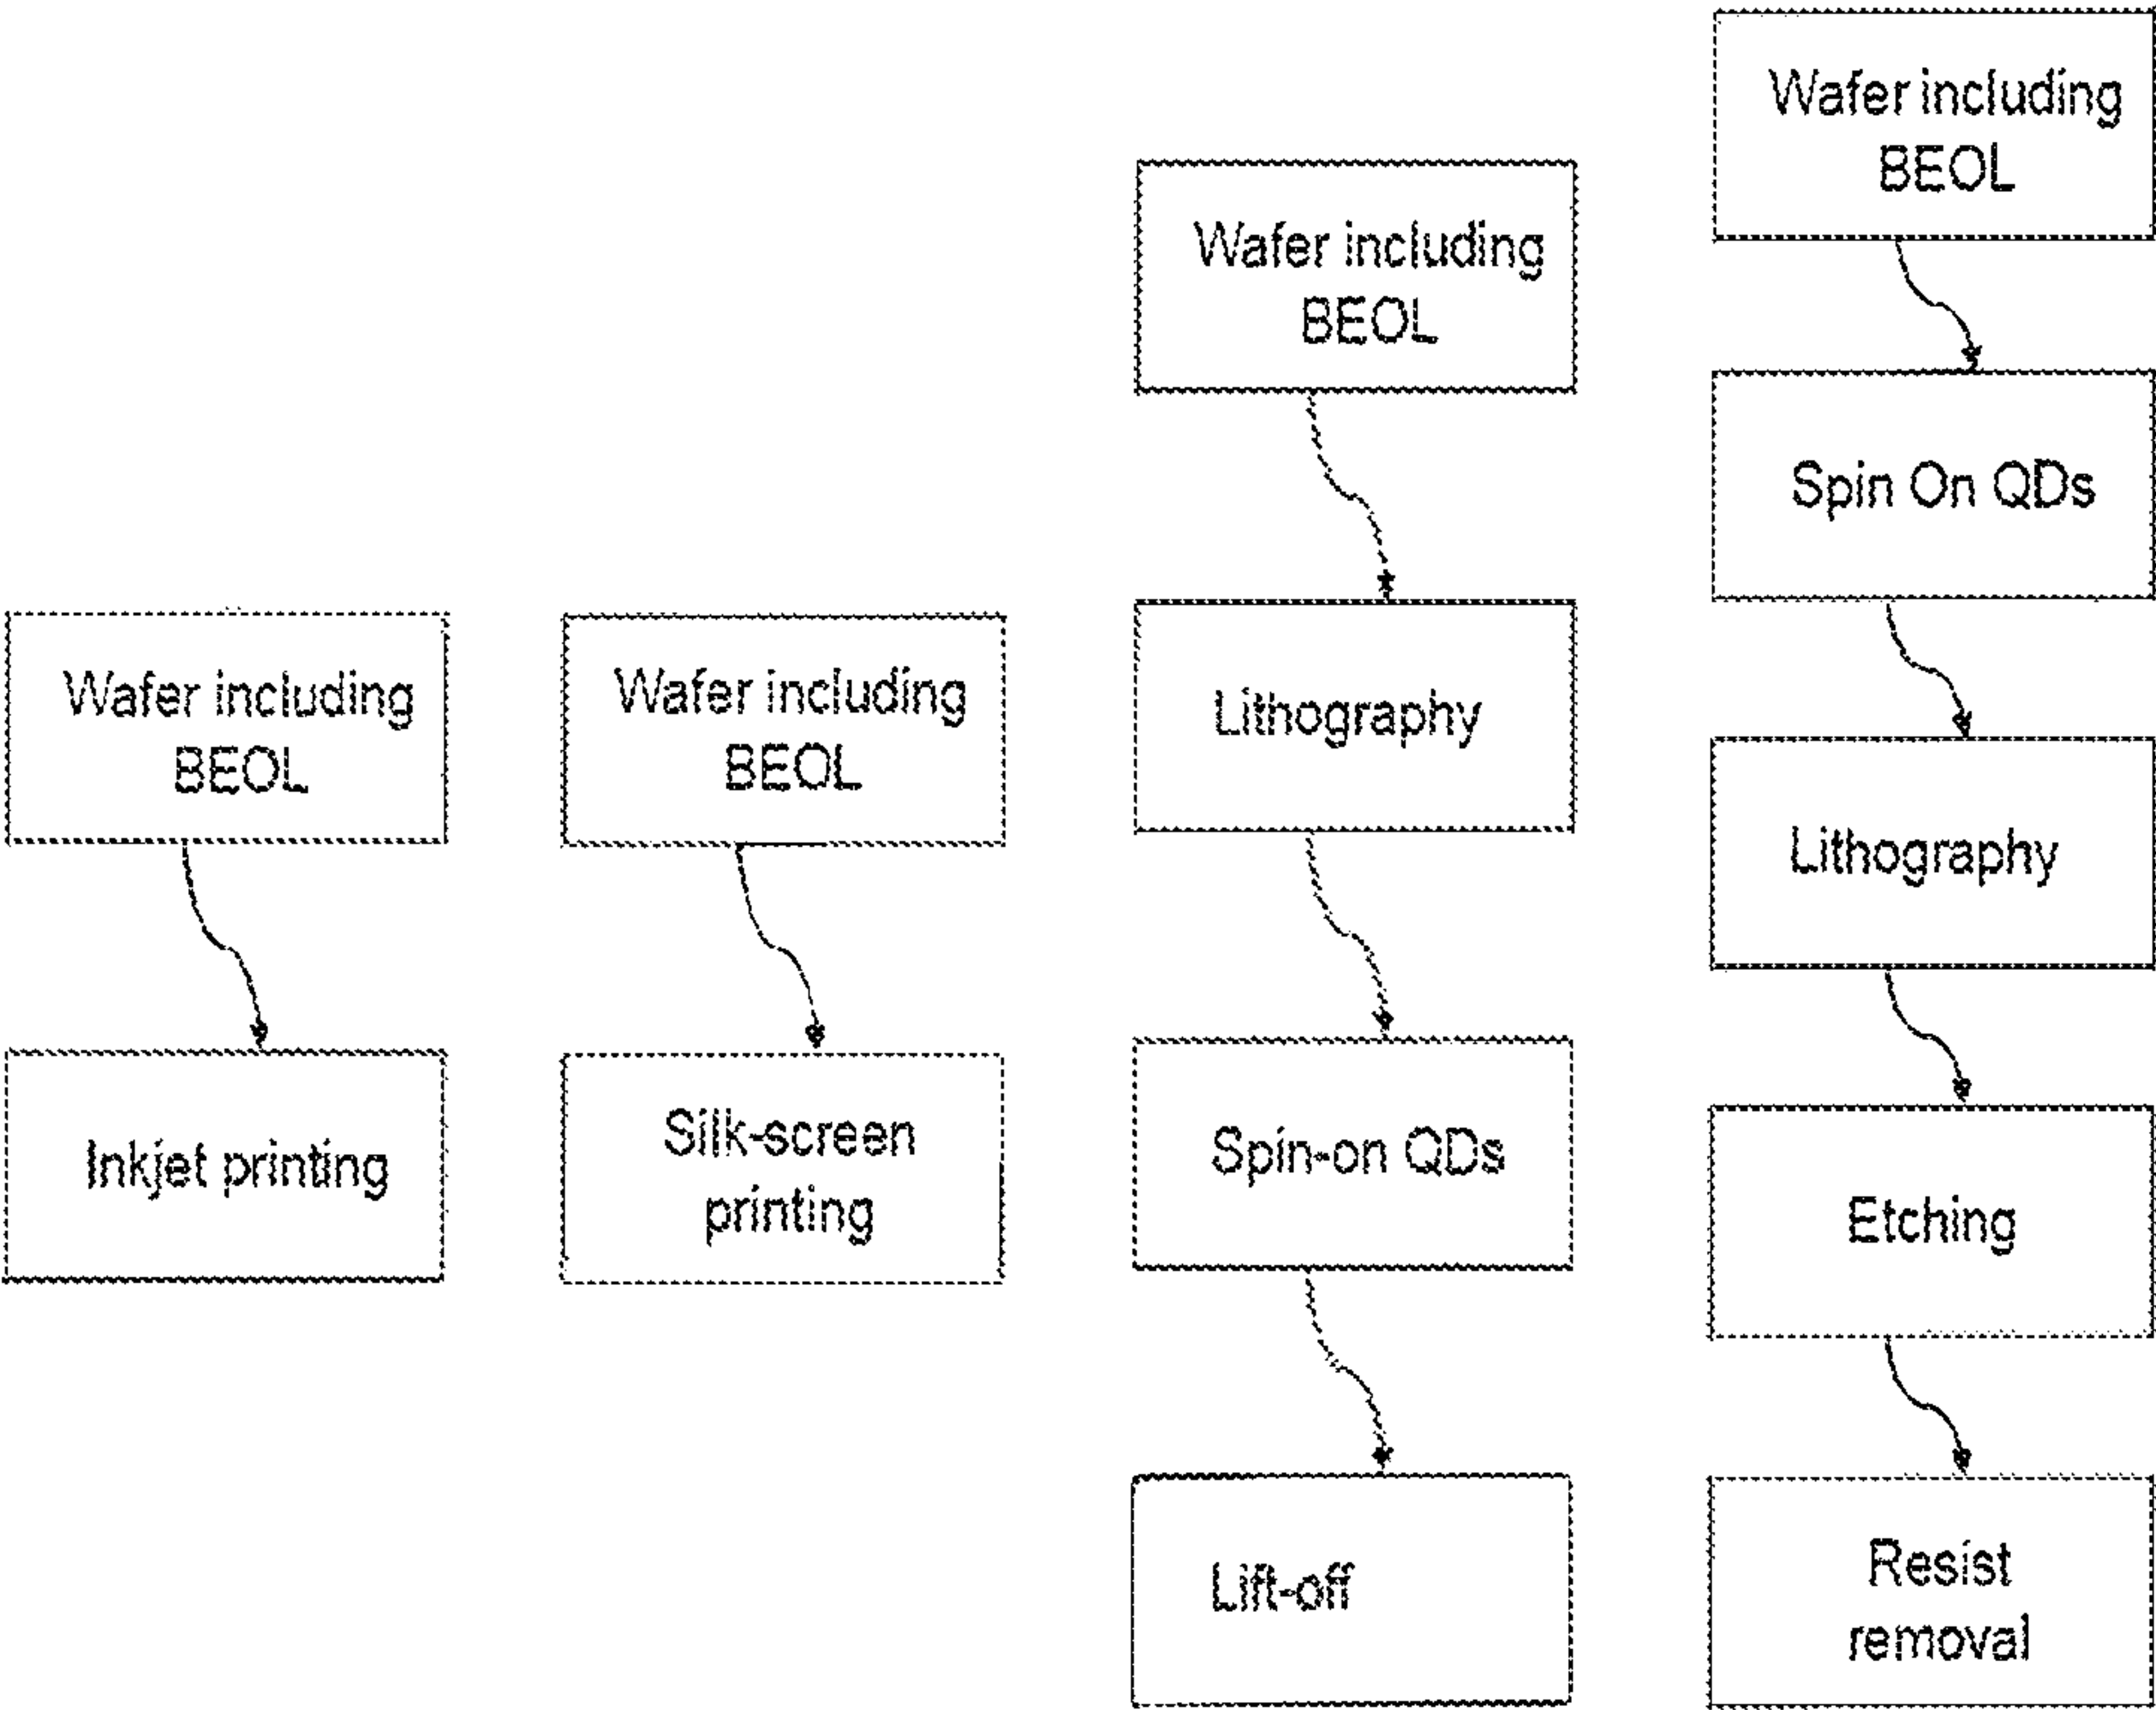 Wafer including
BEOL
Inkjet printing
Wafer including
BEOL
Silk-screen
printing
Wafer including
BEOL
Lithography
Spin-on QDs
Lift-off
Wafer including
BEOL
Spin On QDs
Lithography
Etching
Resist
removal